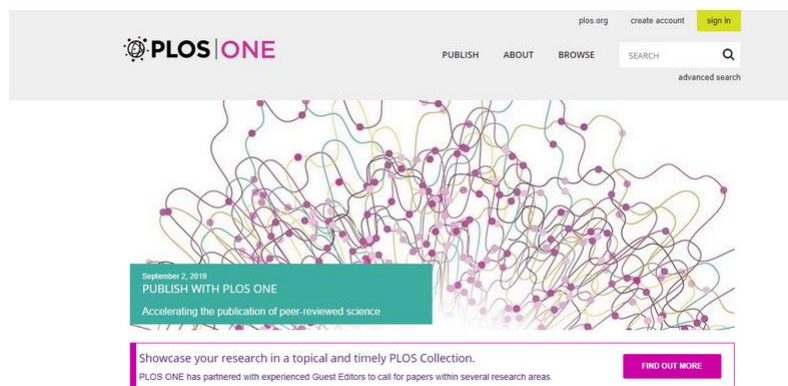 plos.org create account sign in
PLOS ONE
PUBLISH ABOUT BROWSE SEARCH
advanced search
September 2, 2019
PUBLISH WITH PLOS ONE
Accelerating the publication of peer-reviewed science
Showcase your research in a topical and timely PLOS Collection.
PLOS ONE has partnered with experienced Guest Editors to call for papers within several research areas.
FIND OUT MORE